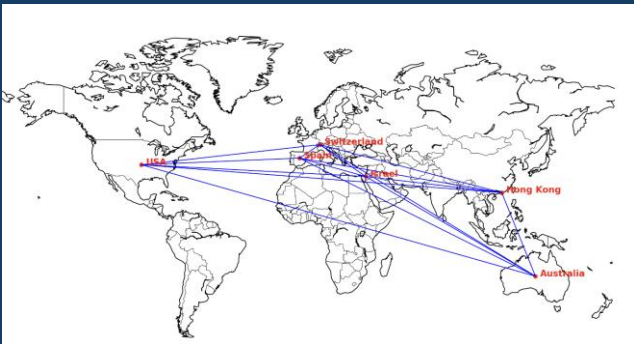 Switzerland
Spain
USA
Israel
Hong Kong
Australia